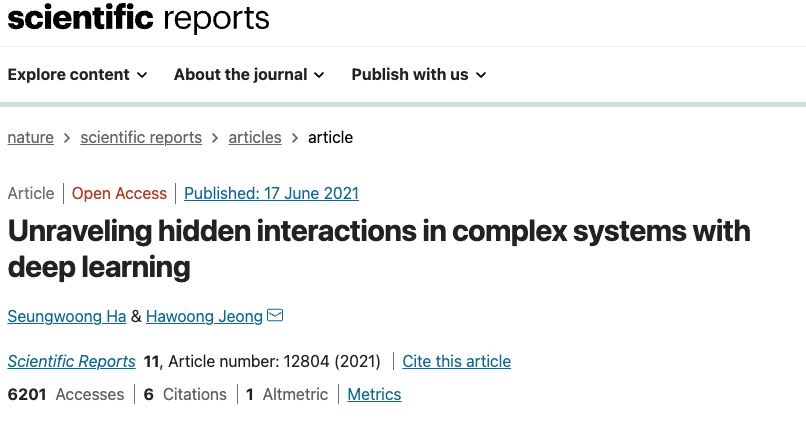 scientific reports
Explore content About the journal Publish with us
nature > scientific reports > articles > article
Article | Open Access | Published: 17 June 2021
Unraveling hidden interactions in complex systems with
deep learning
Seungwoong Ha & Hawoong Jeong
Scientific Reports 11, Article number: 12804 (2021) | Cite this article
6201 Accesses | 6 Citations | 1 Altmetric | Metrics